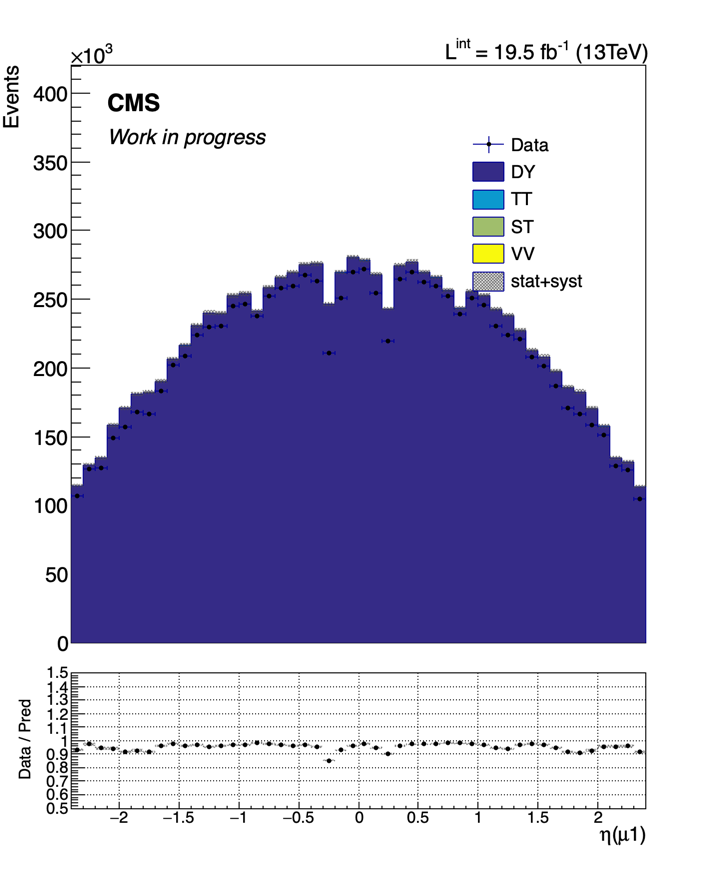 ×10³
L^int = 19.5 fb⁻¹ (13TeV)
Events
400
350
300
250
200
150
100
50
0
CMS
Work in progress
Data
DY
TT
ST
VV
stat+syst
Data / Pred
1.5
1.4
1.3
1.2
1.1
1
0.9
0.8
0.7
0.6
0.5
−2 −1.5 −1 −0.5 0 0.5 1 1.5 2
η(μ1)